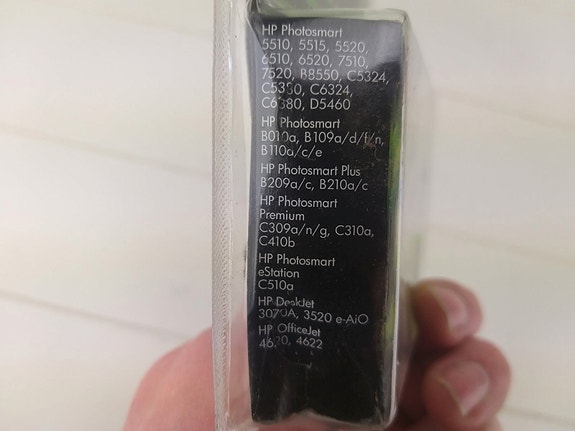 HP Photosmart
5510, 5515, 5520,
6510, 6520, 7510,
7520, B8550, C5324,
C5380, C6324,
C6380, D5460
HP Photosmart
B010a, B109a/d/f/n,
B110a/c/e
HP Photosmart Plus
B209a/c, B210a/c
HP Photosmart
Premium
C309a/n/g, C310a,
C410b
HP Photosmart
eStation
C510a
HP DeskJet
3070A, 3520 e-AiO
HP OfficeJet
4622